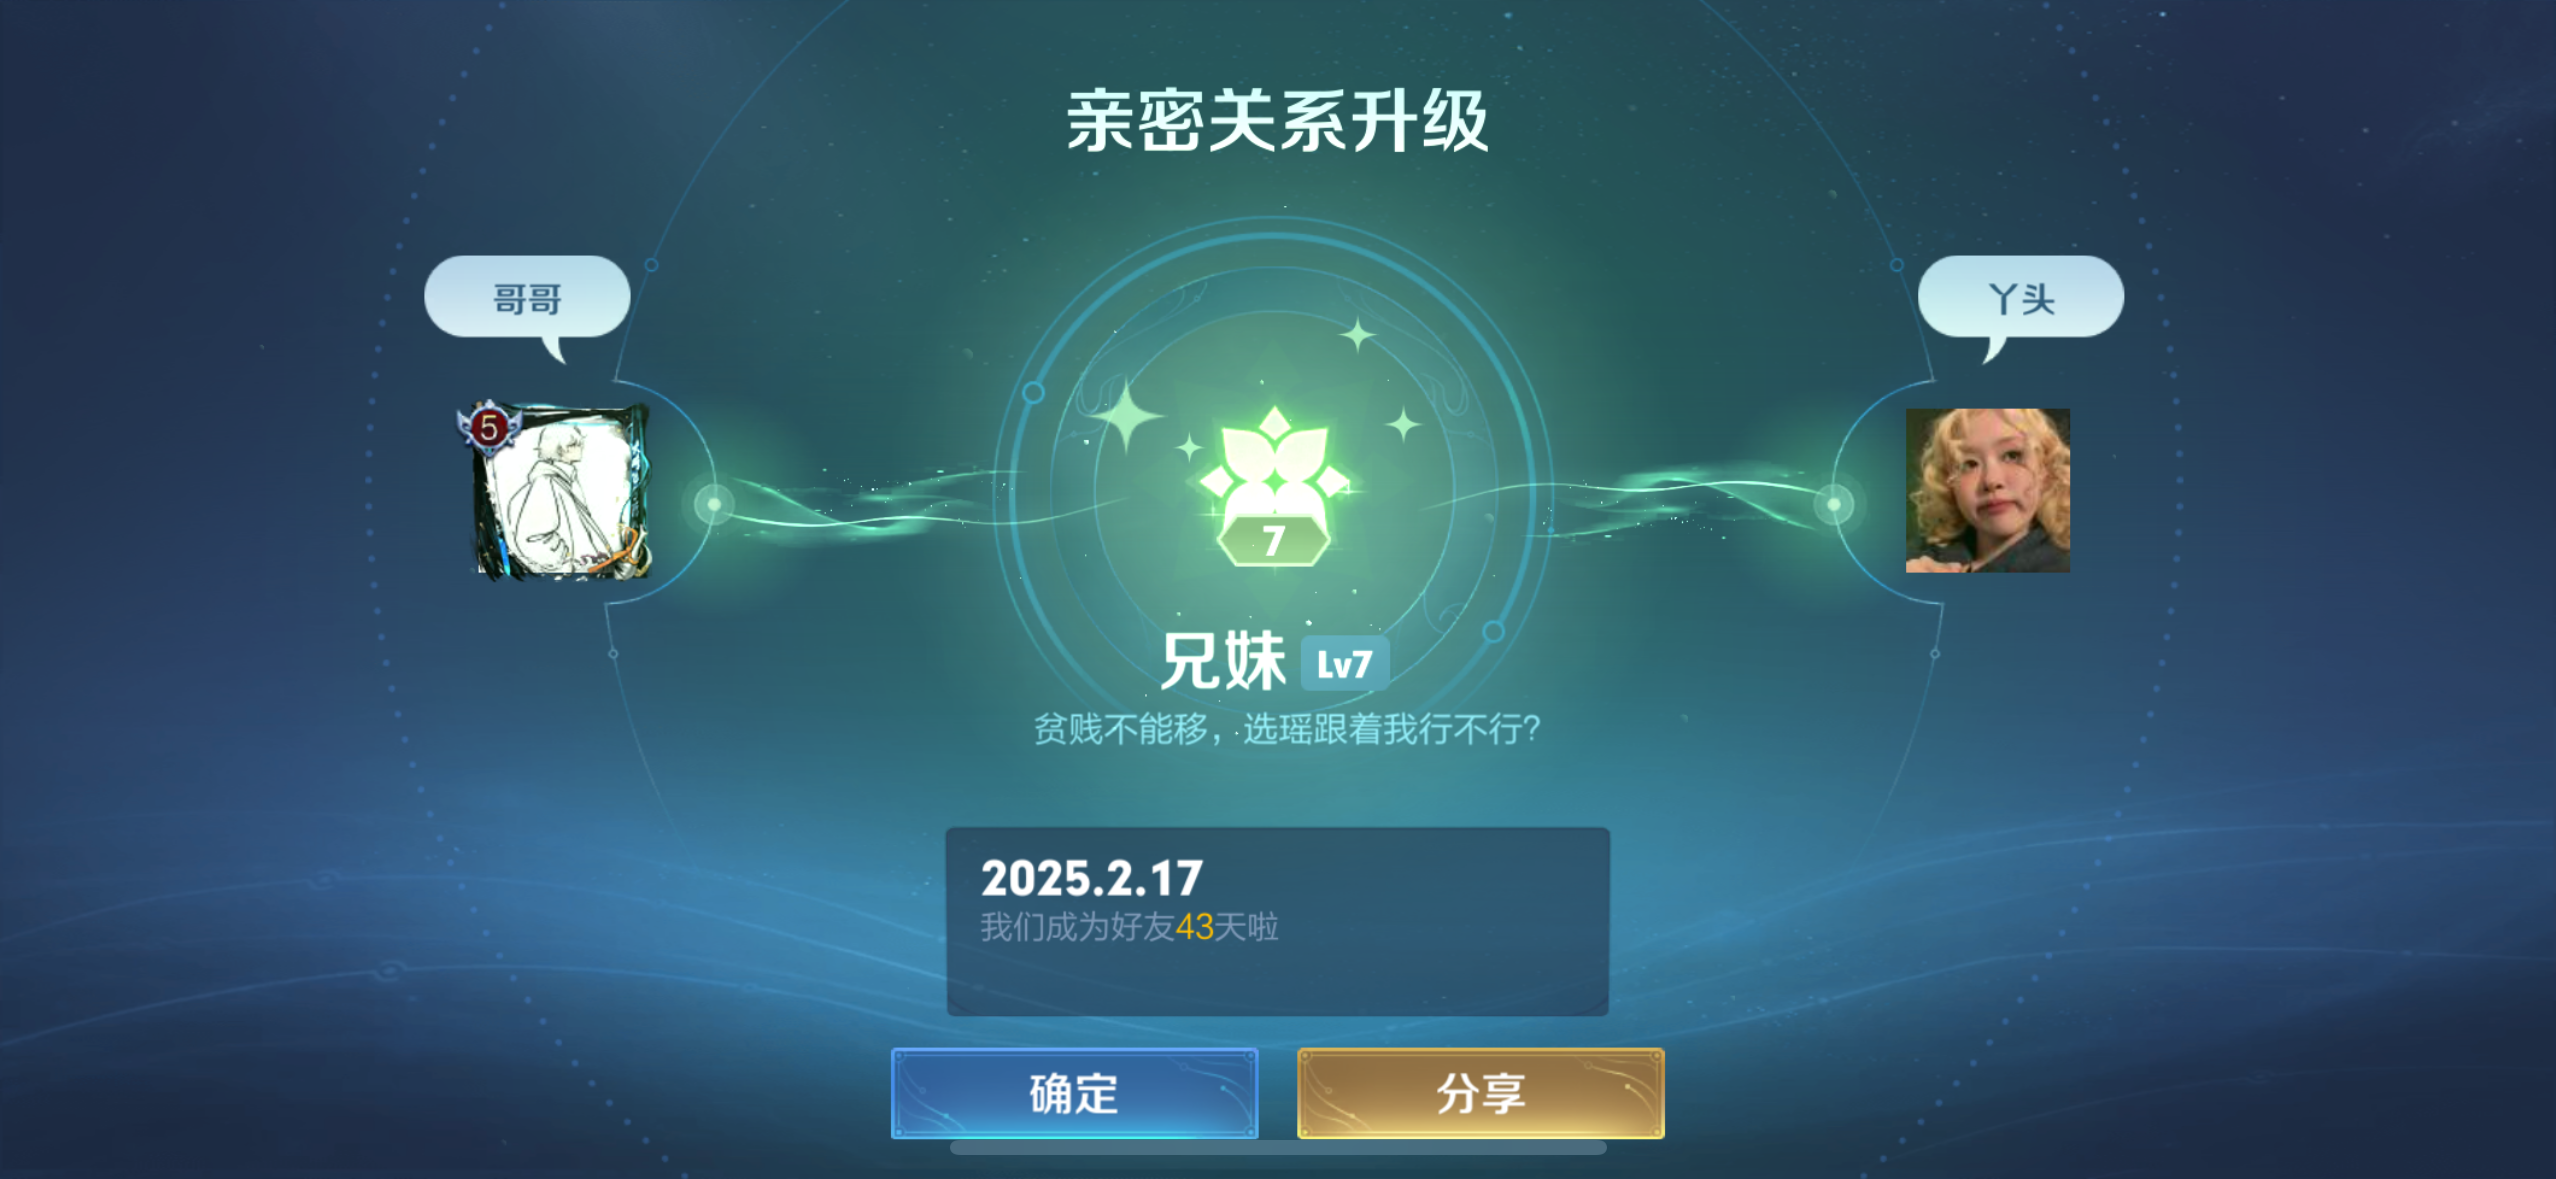 亲密关系升级
哥哥
丫头
5
7
兄妹 Lv7
贫贱不能移，选瑶跟着我行不行？
2025.2.17
我们成为好友43天啦
确定
分享